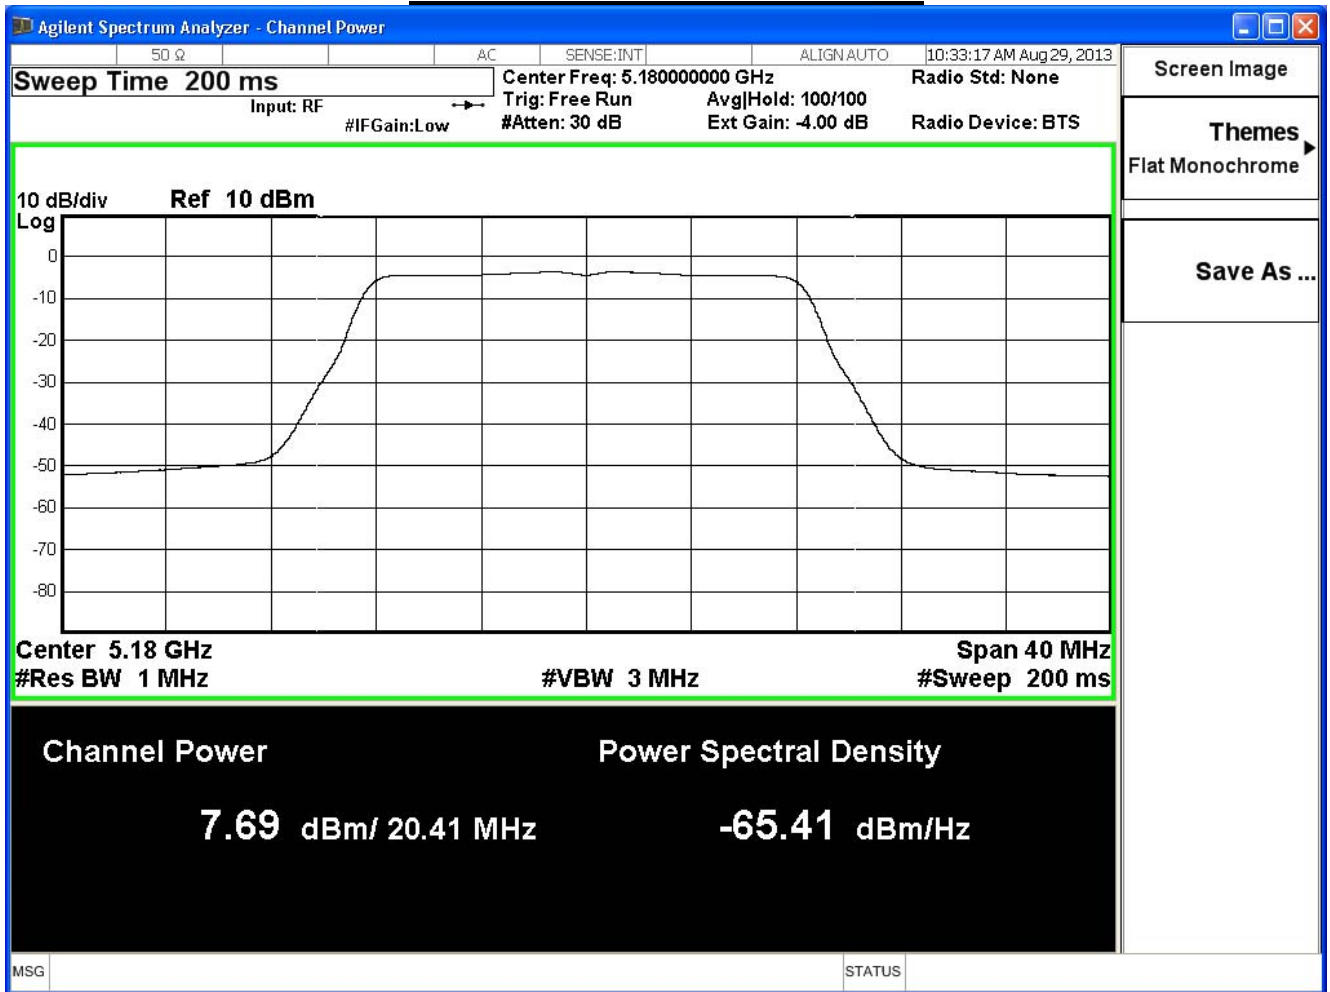 Agilent Spectrum Analyzer - Channel Power
50 Ω AC SENSE:INT ALIGN AUTO 10:33:17 AM Aug 29, 2013
Sweep Time 200 ms
Center Freq: 5.180000000 GHz Radio Std: None
Input: RF Trig: Free Run Avg|Hold: 100/100
#IFGain:Low #Atten: 30 dB Ext Gain: -4.00 dB Radio Device: BTS
Screen Image
Themes
Flat Monochrome
Save As ...
10 dB/div Ref 10 dBm
Log
0
-10
-20
-30
-40
-50
-60
-70
-80
Center 5.18 GHz Span 40 MHz
#Res BW 1 MHz #VBW 3 MHz #Sweep 200 ms
Channel Power Power Spectral Density
7.69 dBm/ 20.41 MHz -65.41 dBm/Hz
MSG STATUS